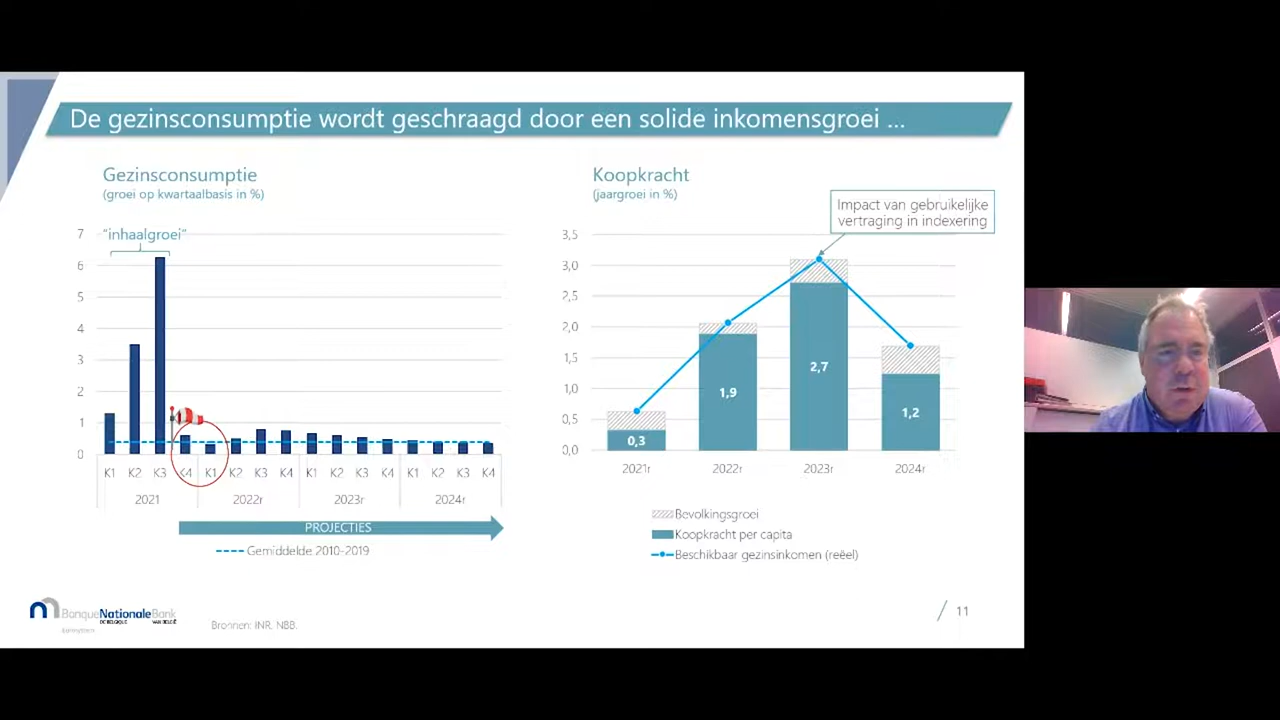 De gezinsconsumptie wordt geschraagd door een solide inkomensgroei ...
Gezinsconsumptie
(groei op kwartaalbasis in %)
"inhaalgroei"
7
6
5
4
3
2
1
0
K1 K2 K3 K4 K1 K2 K3 K4 K1 K2 K3 K4 K1 K2 K3 K4
2021 2022r 2023r 2024r
PROJECTIES
Gemiddelde 2010-2019
Koopkracht
(jaargroei in %)
Impact van gebruikelijke
vertraging in indexering
3,5
3,0
2,5
2,0
1,5
1,0
0,5
0,0
0,3
1,9
2,7
1,2
2021r 2022r 2023r 2024r
Bevolkingsgroei
Koopkracht per capita
Beschikbaar gezinsinkomen (reëel)
BanqueNationaleBank
DE BELGIQUE VAN BELGIË
Eurosysteem
Bronnen: INR, NBB.
11